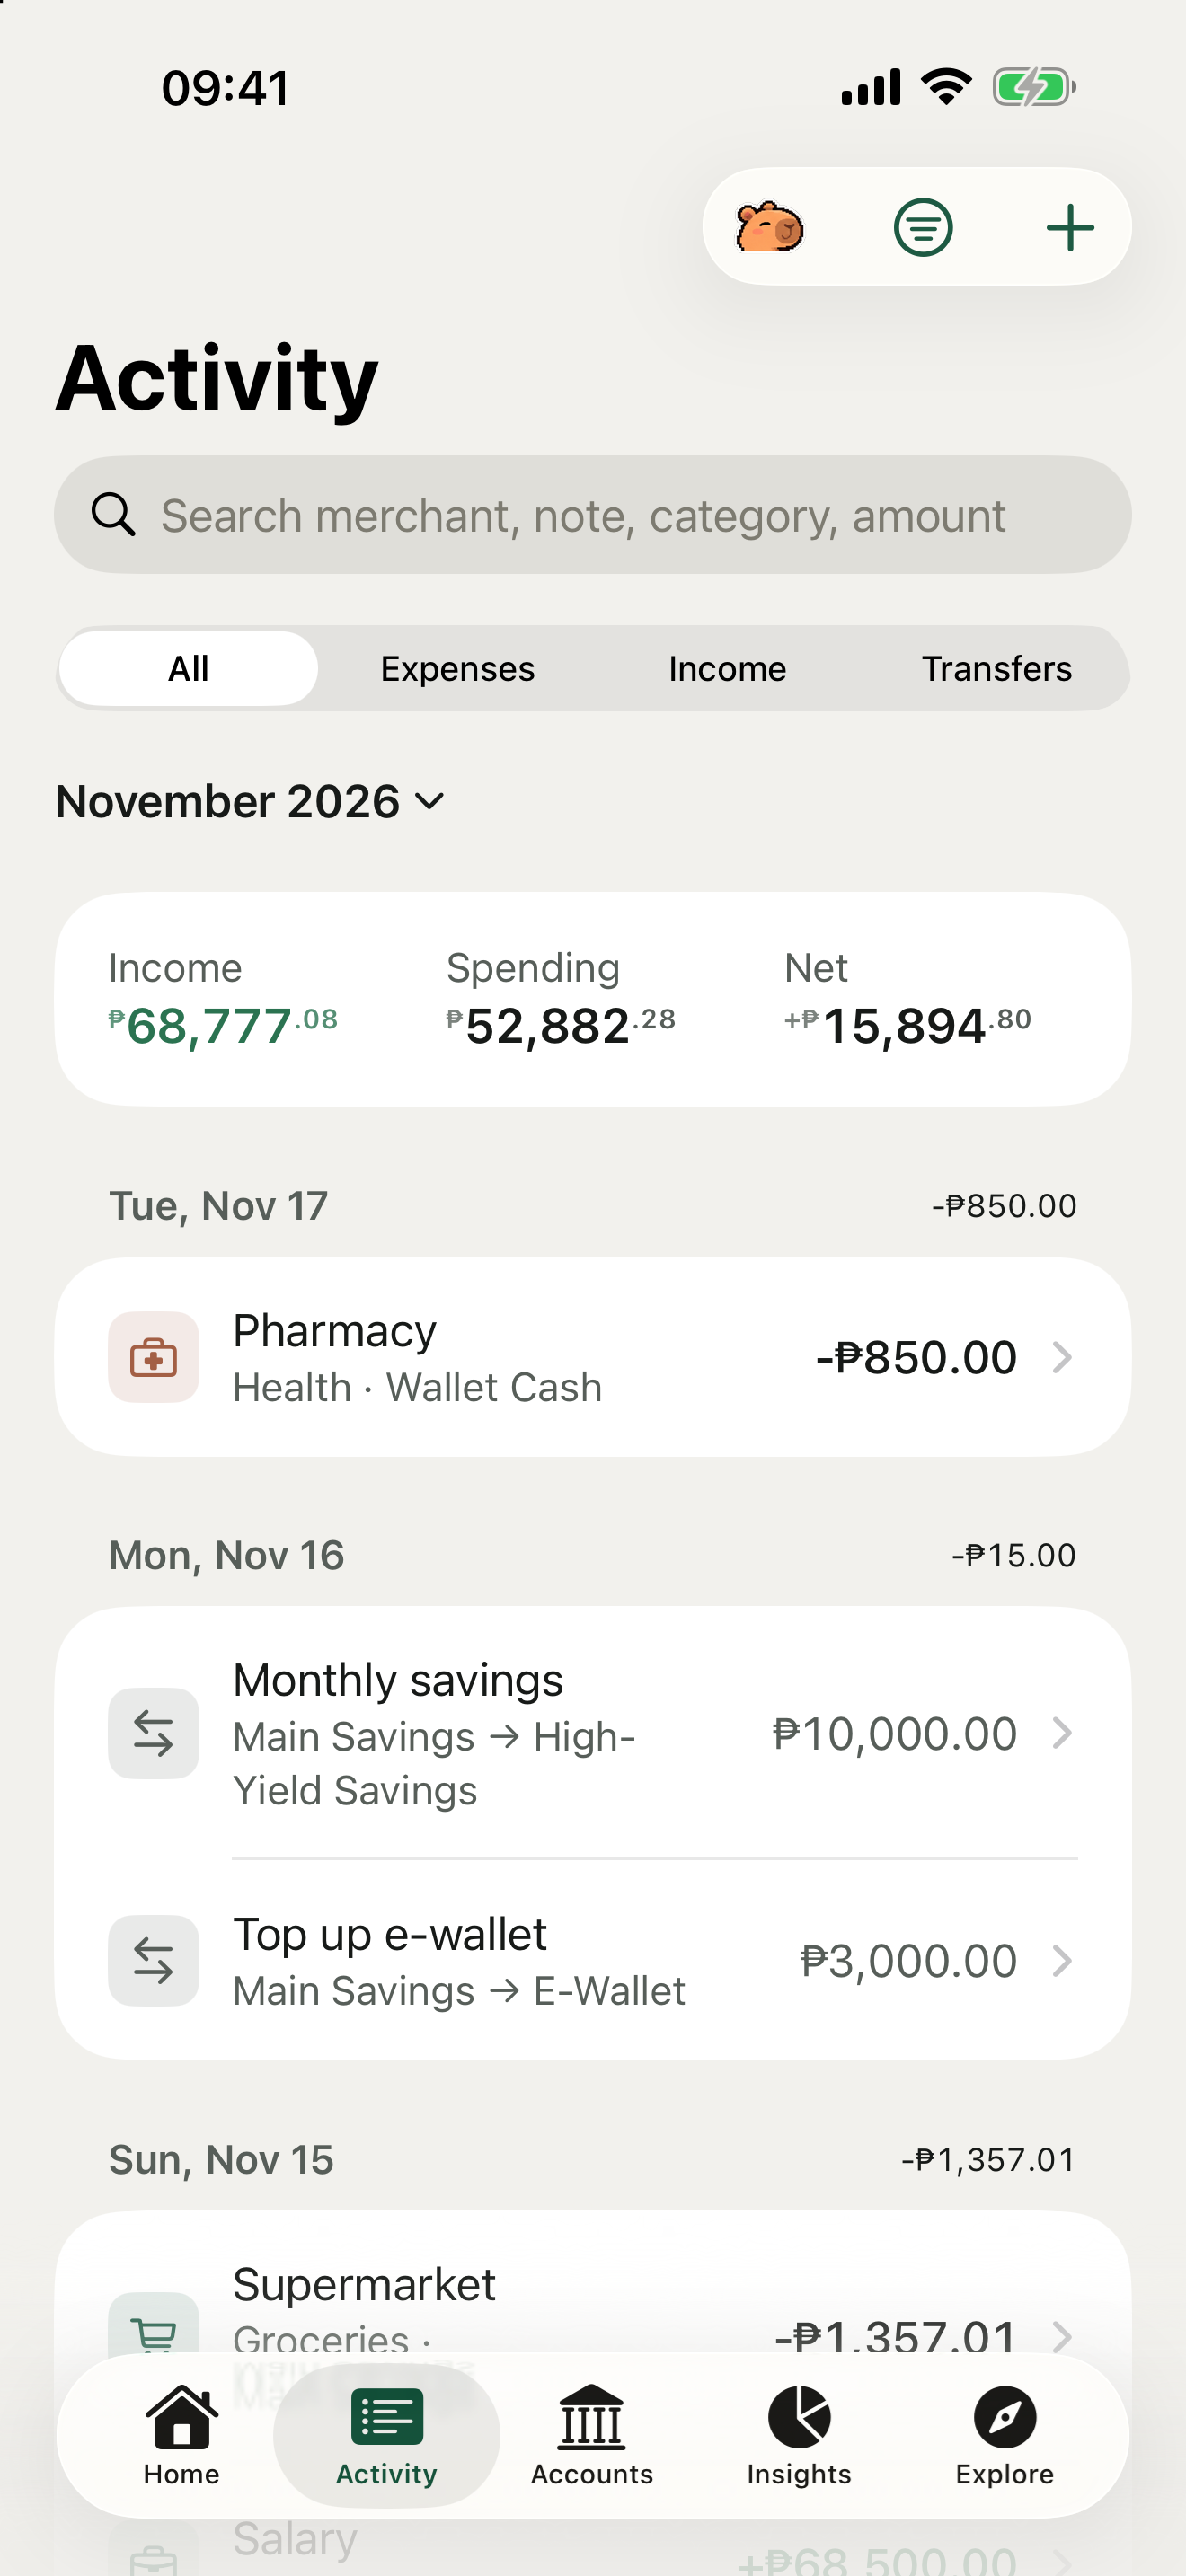 09:41
Activity
Search merchant, note, category, amount
All Expenses Income Transfers
November 2026
Income Spending Net
₱68,777.08 ₱52,882.28 +₱15,894.80
Tue, Nov 17 -₱850.00
Pharmacy
Health · Wallet Cash
-₱850.00
Mon, Nov 16 -₱15.00
Monthly savings
Main Savings → High-
Yield Savings
₱10,000.00
Top up e-wallet
Main Savings → E-Wallet
₱3,000.00
Sun, Nov 15 -₱1,357.01
Supermarket
Groceries ·
-₱1,357.01
Home Activity Accounts Insights Explore
Salary
+₱68,500.00